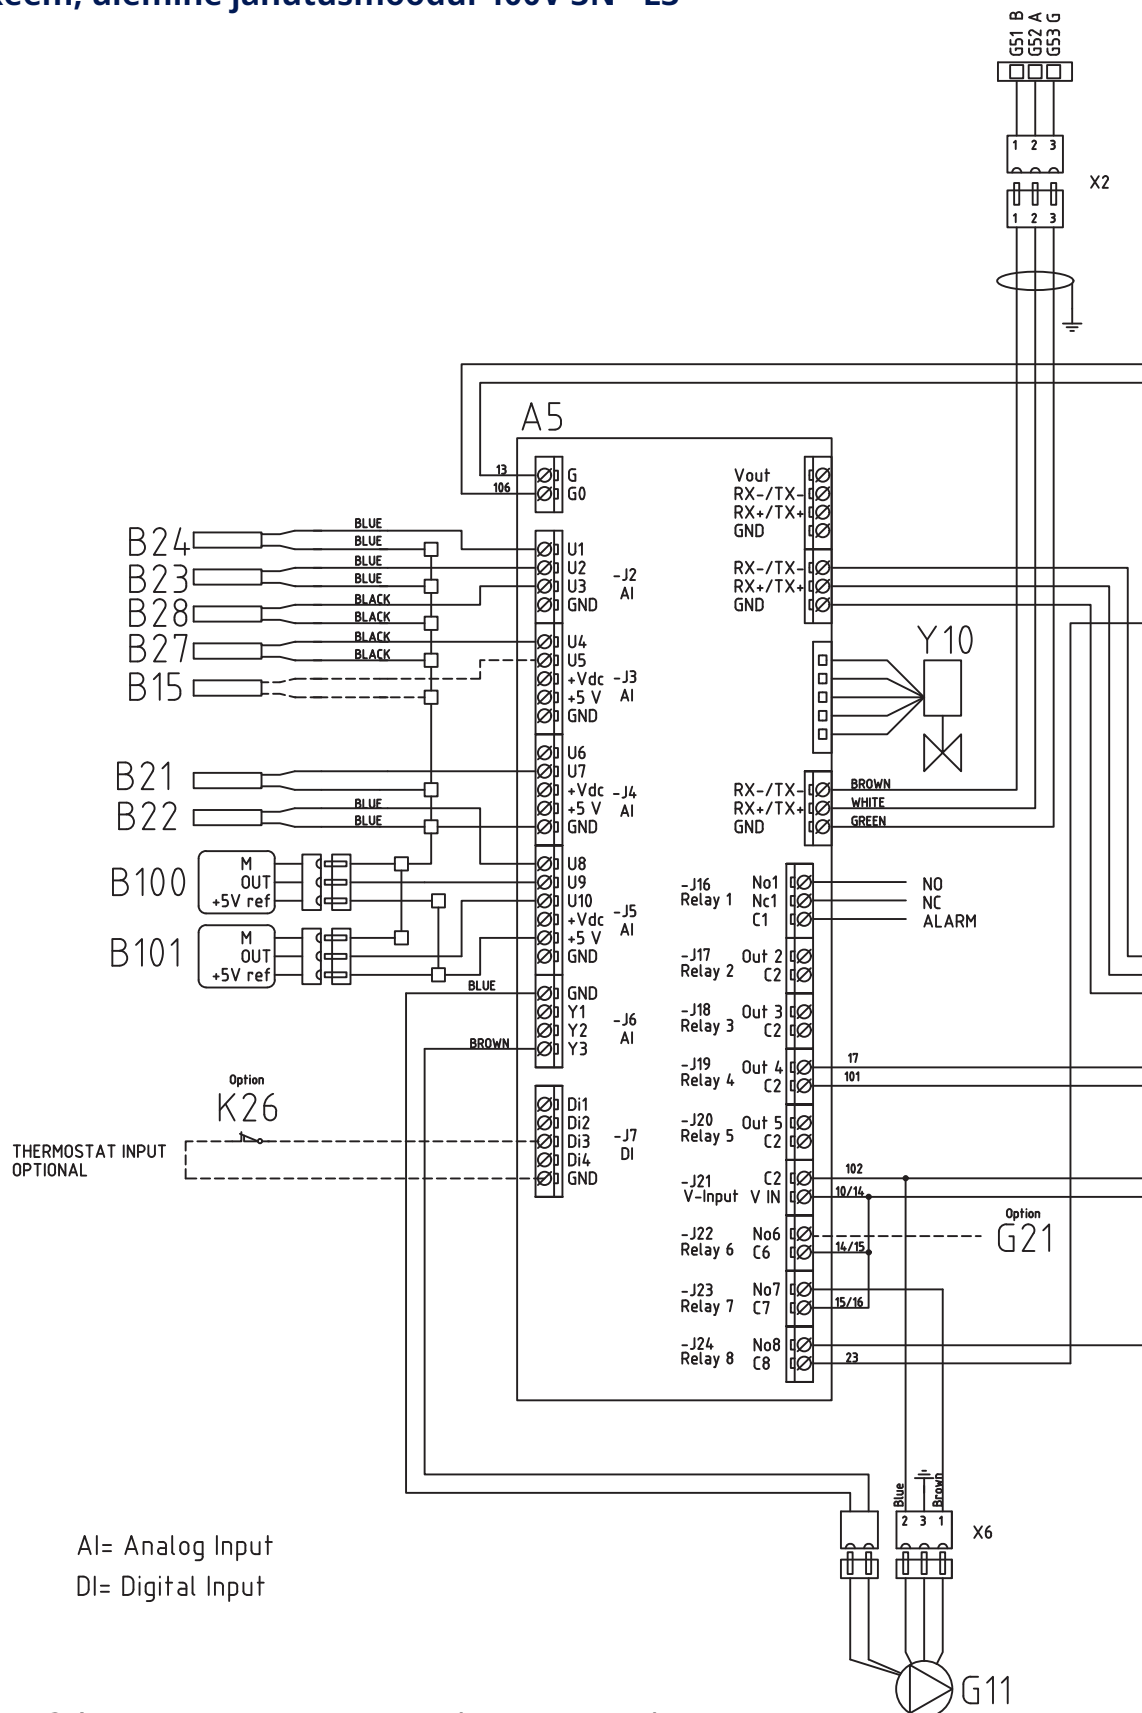 alumine jahutusmoodul 400V 3N~ LS
G51 B
G52 A
G53 G
1 2 3
X2
1 2 3
A5
13 G
106 G0
Vout
RX-/TX-
RX+/TX+
GND
B24 BLUE
BLUE
B23 BLUE
BLUE
B28 BLACK
BLACK
B27 BLACK
BLACK
B15
U1
U2
U3
GND
-J2
AI
RX-/TX-
RX+/TX+
GND
U4
U5
+Vdc
+5 V
GND
-J3
AI
Y10
B21
B22 BLUE
BLUE
U6
U7
+Vdc
+5 V
GND
-J4
AI
RX-/TX- BROWN
RX+/TX+ WHITE
GND GREEN
B100
M
OUT
+5V ref
B101
M
OUT
+5V ref
U8
U9
U10
+Vdc
+5 V
GND
-J5
AI
-J16
Relay 1
No1 NO
Nc1 NC
C1 ALARM
-J17
Relay 2
Out 2
C2
BLUE GND
Y1
Y2
BROWN Y3
-J6
AI
-J18
Relay 3
Out 3
C2
-J19
Relay 4
Out 4 17
C2 101
Option
K26
THERMOSTAT INPUT
OPTIONAL
Di1
Di2
Di3
Di4
GND
-J7
DI
-J20
Relay 5
Out 5
C2
-J21
V-Input
C2 102
V IN 10/14
-J22
Relay 6
No6
C6 14/15
Option
G21
-J23
Relay 7
No7
C7 15/16
-J24
Relay 8
No8
C8 23
Blue
Brown
2 3 1
X6
AI= Analog Input
DI= Digital Input
G11